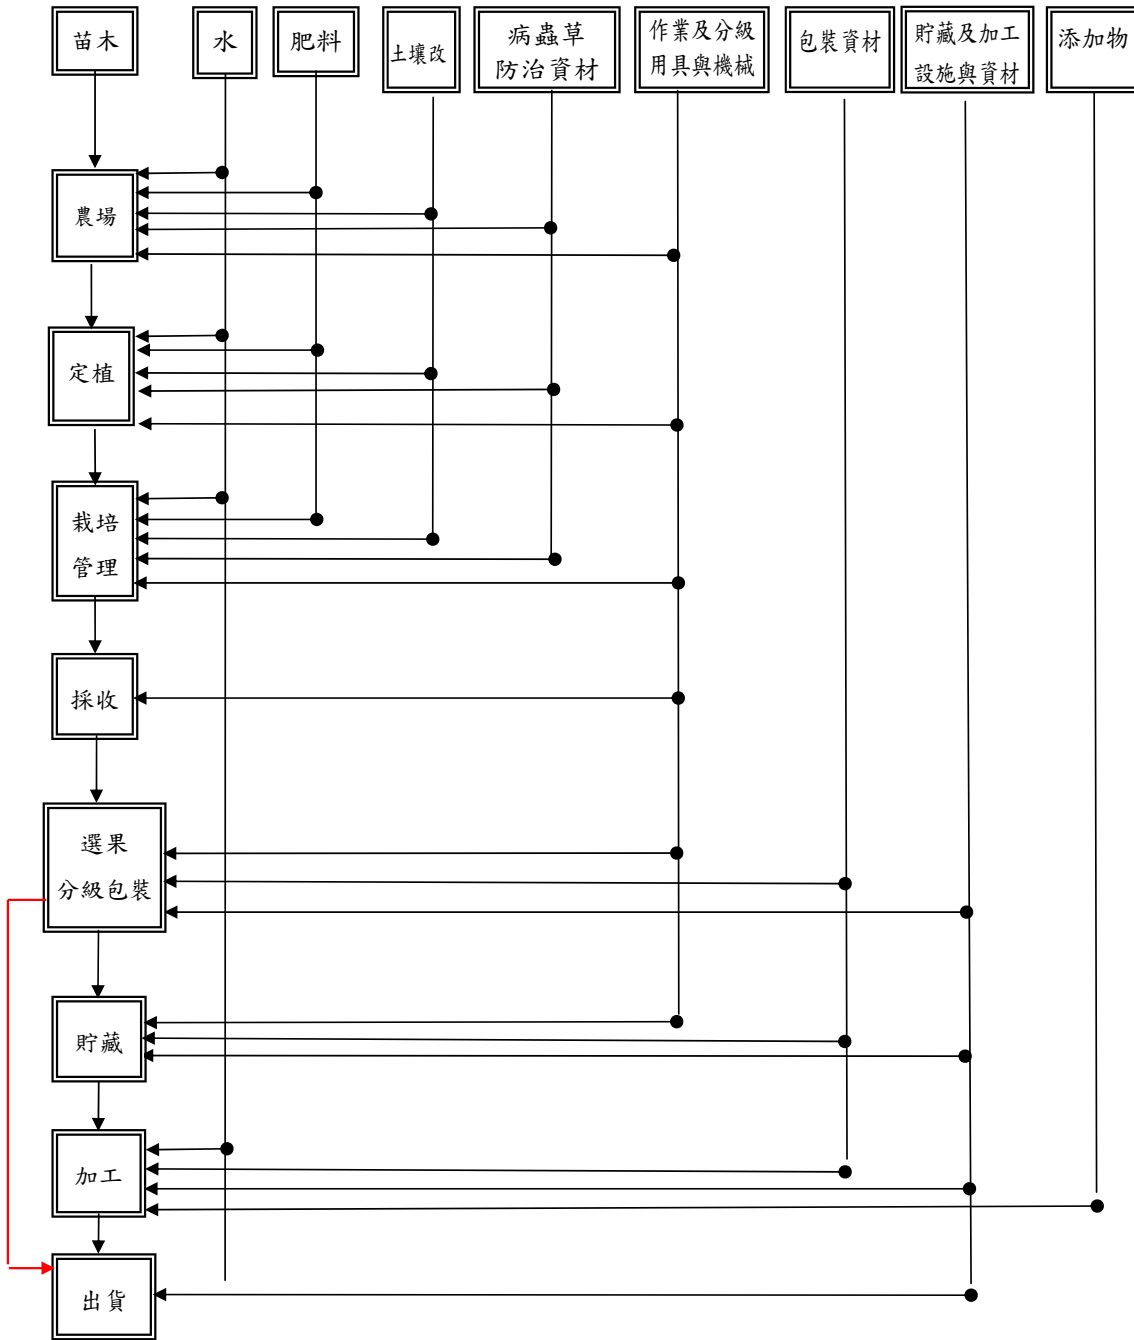 苗木
水
肥料
土壤改
病蟲草
防治資材
作業及分級
用具與機械
包裝資材
貯藏及加工
設施與資材
添加物
農場
定植
栽培
管理
採收
選果
分級包裝
貯藏
加工
出貨